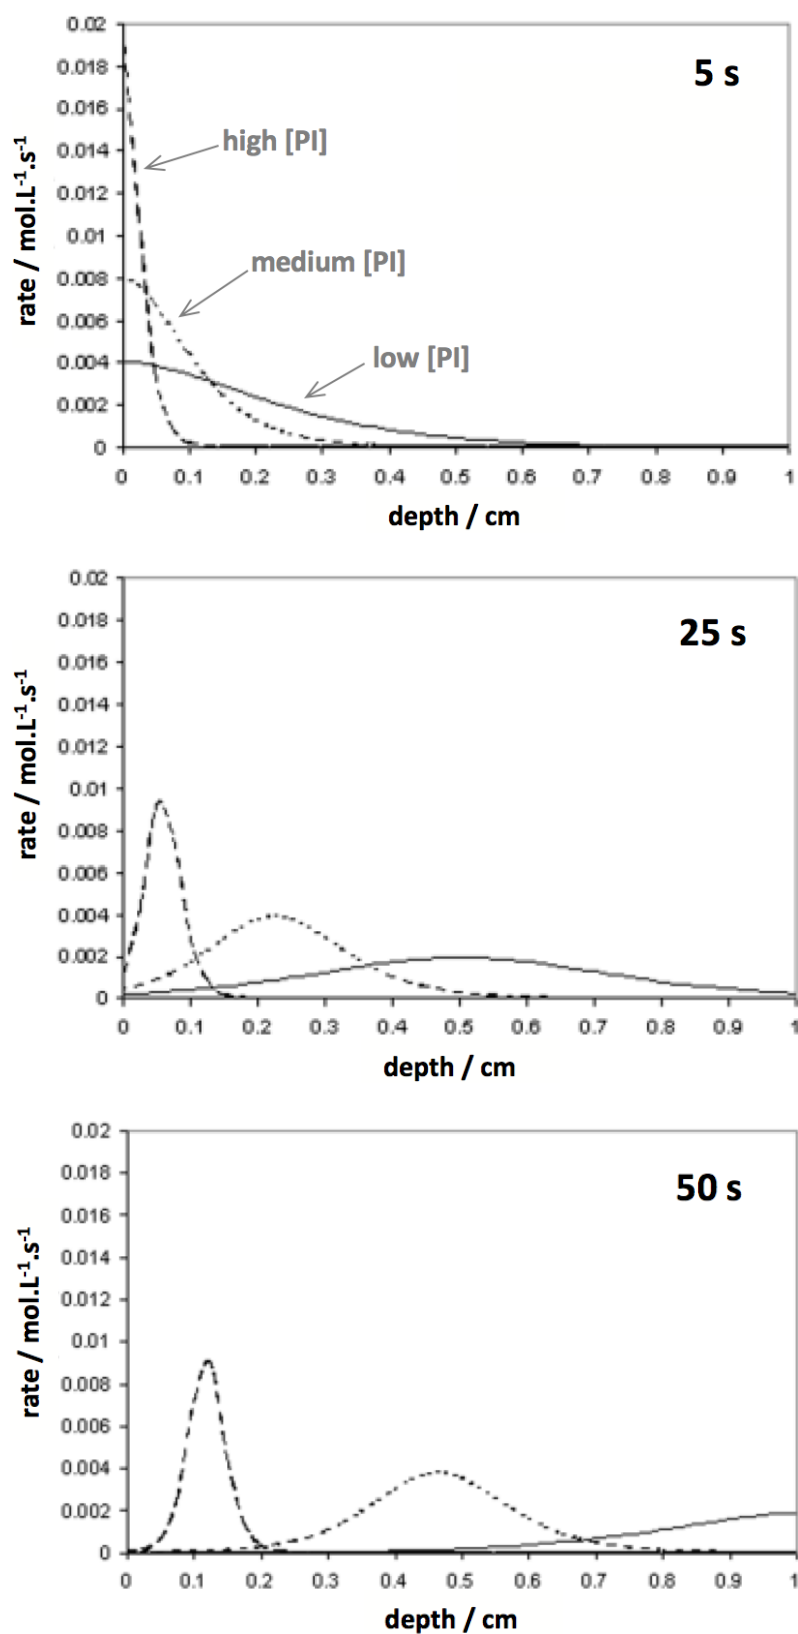 0.02
5 s
0.018
0.016
high [PI]
0.014
0.012
rate / mol.L⁻¹.s⁻¹
0.01
medium [PI]
0.008
0.006
low [PI]
0.004
0.002
0
0 0.1 0.2 0.3 0.4 0.5 0.6 0.7 0.8 0.9 1
depth / cm
0.02
25 s
0.018
0.016
0.014
0.012
rate / mol.L⁻¹.s⁻¹
0.01
0.008
0.006
0.004
0.002
0
0 0.1 0.2 0.3 0.4 0.5 0.6 0.7 0.8 0.9 1
depth / cm
0.02
50 s
0.018
0.016
0.014
0.012
rate / mol.L⁻¹.s⁻¹
0.01
0.008
0.006
0.004
0.002
0
0 0.1 0.2 0.3 0.4 0.5 0.6 0.7 0.8 0.9 1
depth / cm